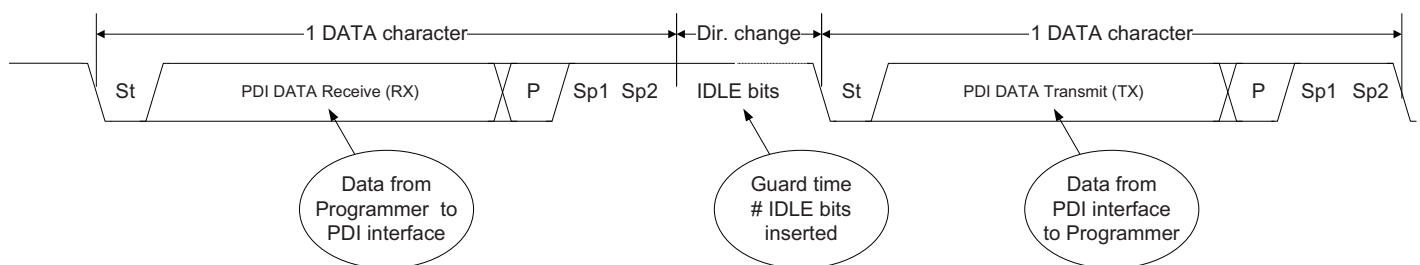 1 DATA character
Dir. change
1 DATA character
St
PDI DATA Receive (RX)
P
Sp1
Sp2
IDLE bits
St
PDI DATA Transmit (TX)
P
Sp1
Sp2
Data from
Programmer to
PDI interface
Guard time
# IDLE bits
inserted
Data from
PDI interface
to Programmer